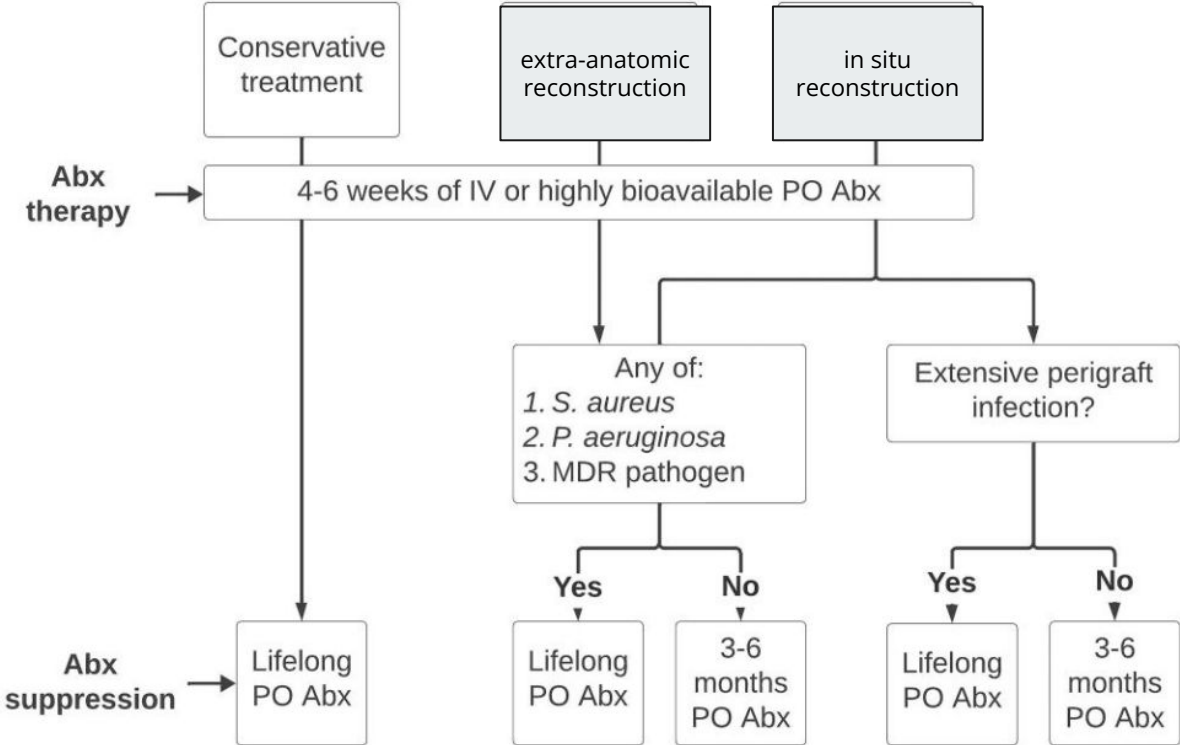 Conservative
treatment
extra-anatomic
reconstruction
in situ
reconstruction
Abx
therapy
4-6 weeks of IV or highly bioavailable PO Abx
Any of:
1. S. aureus
2. P. aeruginosa
3. MDR pathogen
Extensive perigraft
infection?
Yes
No
Yes
No
Abx
suppression
Lifelong
PO Abx
Lifelong
PO Abx
3-6
months
PO Abx
Lifelong
PO Abx
3-6
months
PO Abx